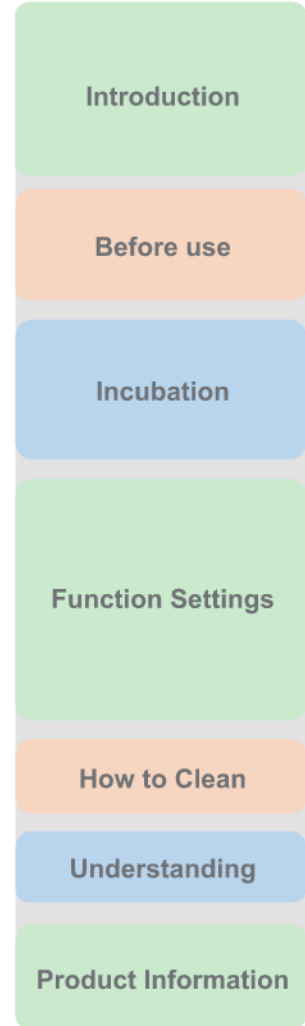 Introduction
Before use
Incubation
Function Settings
How to Clean
Understanding
Product Information